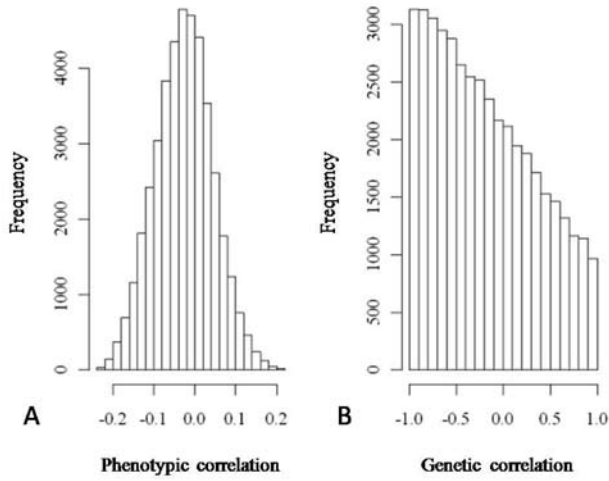 Frequency
4000
3000
2000
1000
0
-0.2 -0.1 0.0 0.1 0.2
A
Phenotypic correlation
Frequency
3000
2500
2000
1500
1000
500
0
-1.0 -0.5 0.0 0.5 1.0
B
Genetic correlation